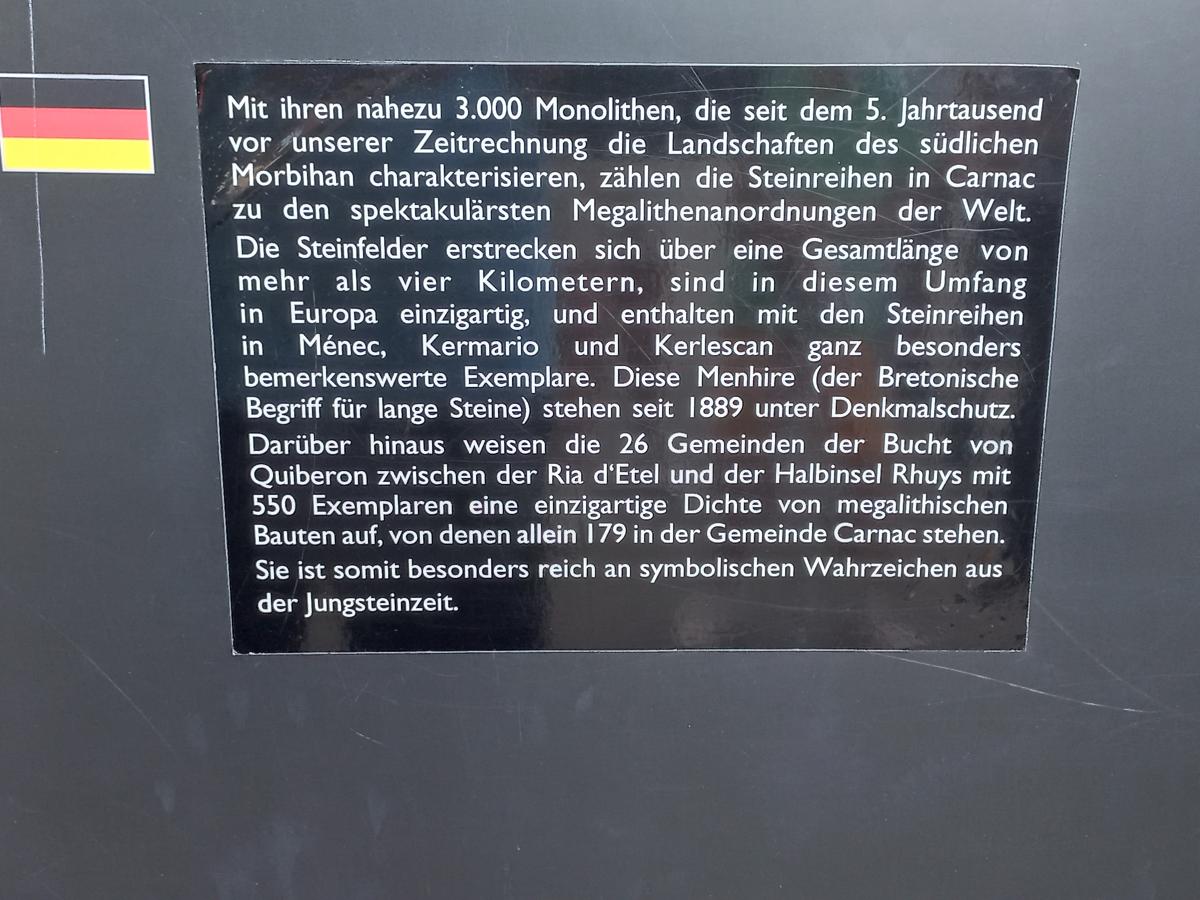 Mit ihren nahezu 3.000 Monolithen, die seit dem 5. Jahrtausend
vor unserer Zeitrechnung die Landschaften des südlichen
Morbihan charakterisieren, zählen die Steinreihen in Carnac
zu den spektakulärsten Megalithenanordnungen der Welt.
Die Steinfelder erstrecken sich über eine Gesamtlänge von
mehr als vier Kilometern, sind in diesem Umfang
in Europa einzigartig, und enthalten mit den Steinreihen
in Ménec, Kermario und Kerlescan ganz besonders
bemerkenswerte Exemplare. Diese Menhire (der Bretonische
Begriff für lange Steine) stehen seit 1889 unter Denkmalschutz.
Darüber hinaus weisen die 26 Gemeinden der Bucht von
Quiberon zwischen der Ria d‘Etel und der Halbinsel Rhuys mit
550 Exemplaren eine einzigartige Dichte von megalithischen
Bauten auf, von denen allein 179 in der Gemeinde Carnac stehen.
Sie ist somit besonders reich an symbolischen Wahrzeichen aus
der Jungsteinzeit.